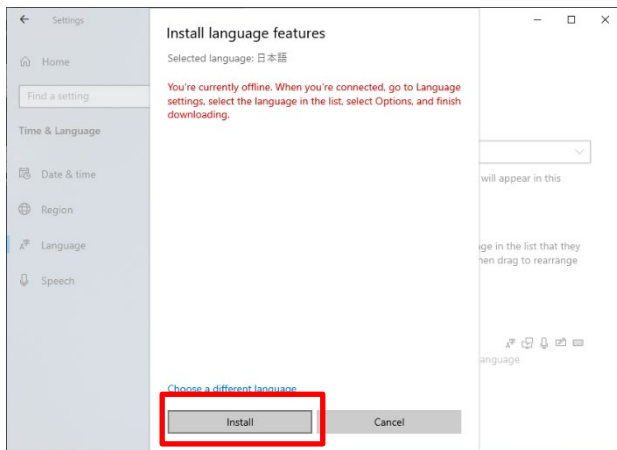 Settings
Home
Find a setting
Time & Language
Date & time
Region
Language
Speech
Install language features
Selected language: 日本語
You're currently offline. When you're connected, go to Language
settings, select the language in the list, select Options, and finish
downloading.
will appear in this
ge in the list that they
hen drag to rearrange
anguage
Choose a different language
Install
Cancel